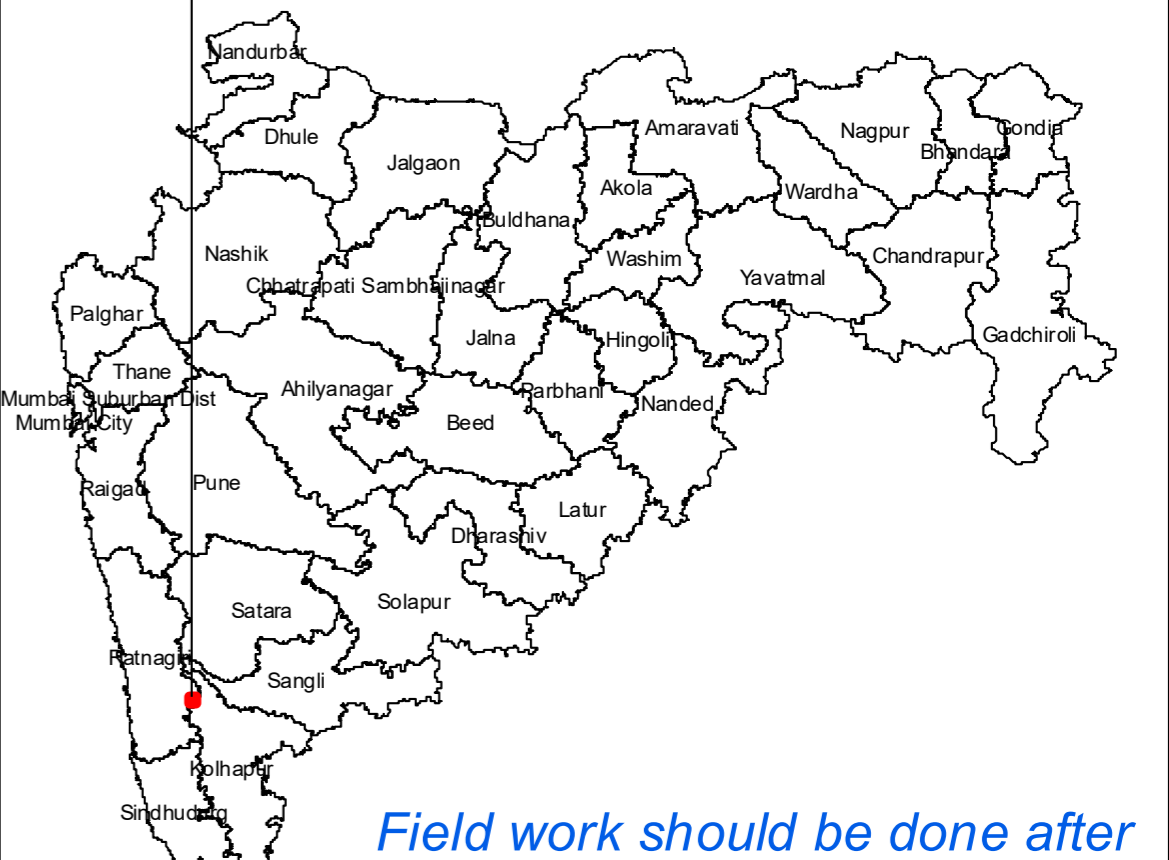 Nandurbar
Dhule
Jalgaon
Amaravati
Nagpur
Gondia
Bhandara
Akola
Wardha
Buldhana
Nashik
Washim
Chandrapur
Yavatmal
Chhatrapati Sambhajinagar
Palghar
Jalna
Hingoli
Gadchiroli
Thane
Ahilyanagar
Parbhani
Mumbai Suburban Dist
Nanded
Mumbai City
Beed
Raigad
Pune
Latur
Dharashiv
Satara
Solapur
Ratnagiri
Sangli
Kolhapur
Sindhudurg
Field work should be done after